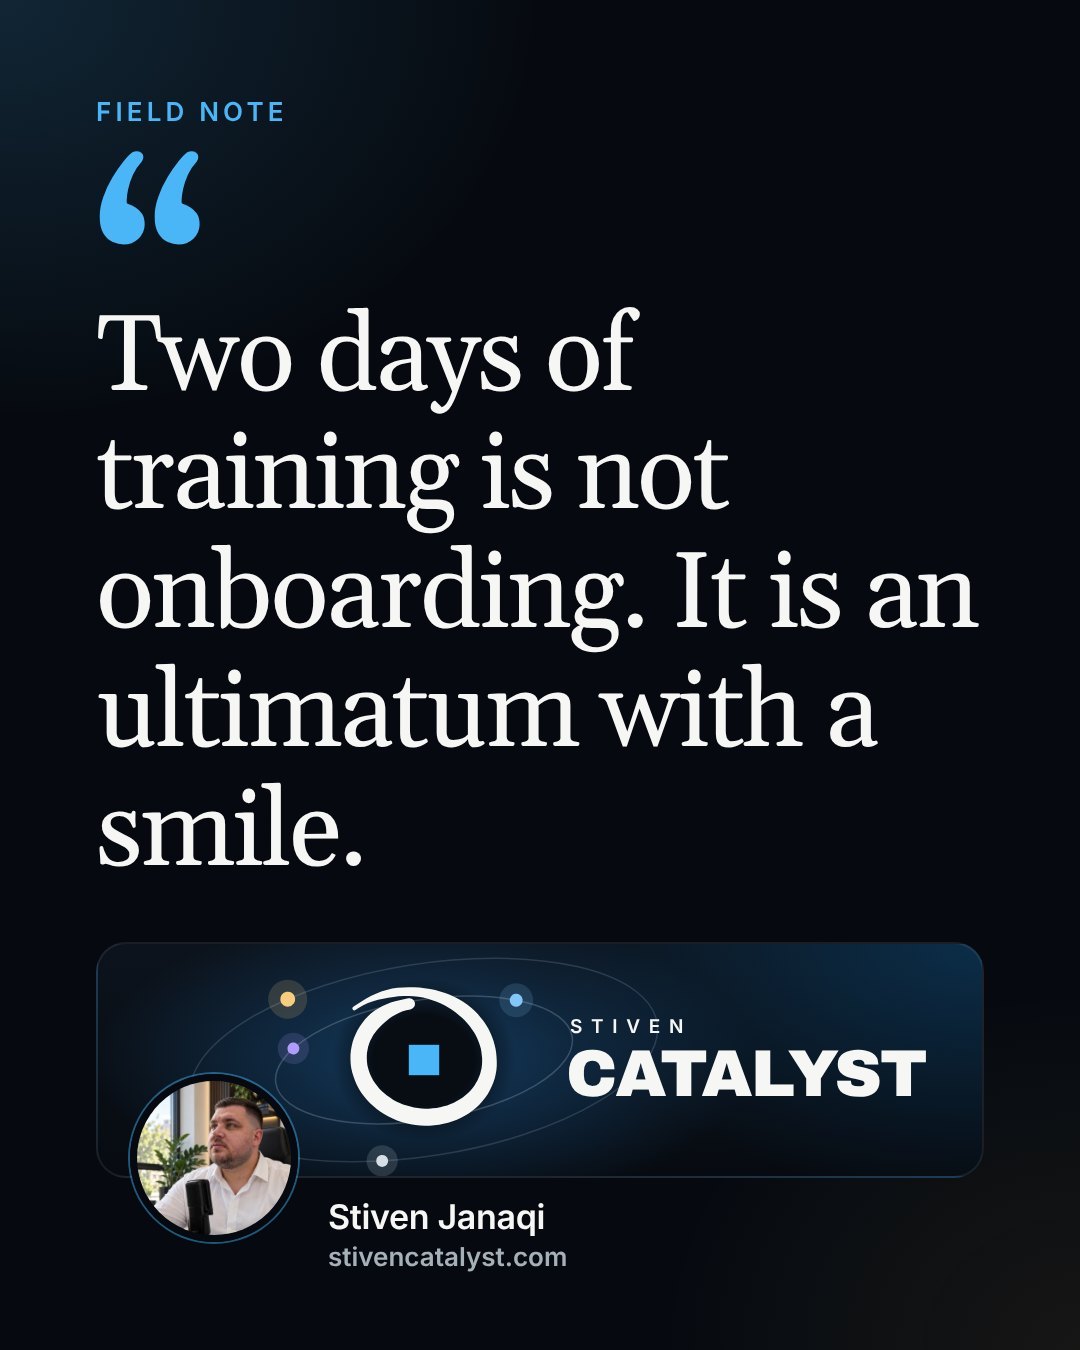 FIELD NOTE
“
Two days of
training is not
onboarding. It is an
ultimatum with a
smile.
STIVEN
CATALYST
Stiven Janaqi
stivencatalyst.com